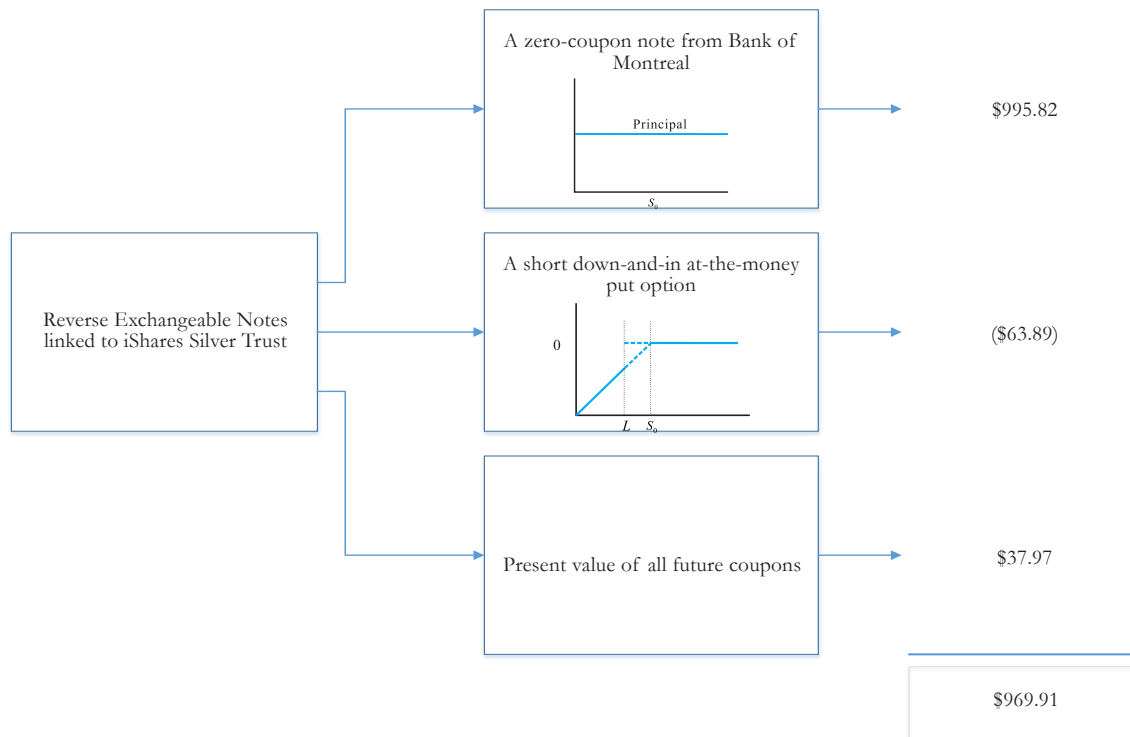 A zero-coupon note from Bank of
Montreal
Principal
S₀
$995.82
Reverse Exchangeable Notes
linked to iShares Silver Trust
A short down-and-in at-the-money
put option
0
L S₀
($63.89)
Present value of all future coupons
$37.97
$969.91